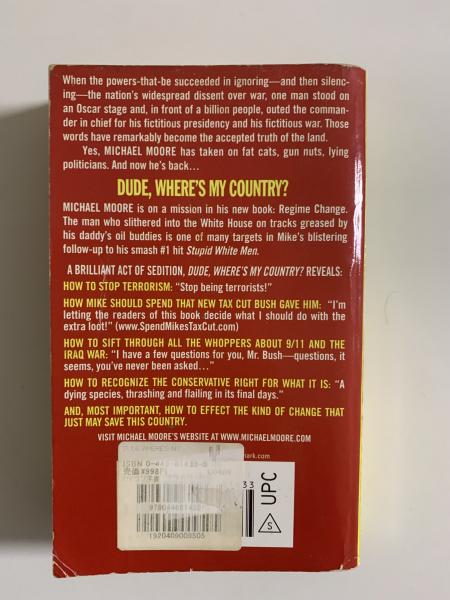 When the powers-that-be succeeded in ignoring—and then silenc-
ing—the nation's widespread dissent over war, one man stood on
an Oscar stage and, in front of a billion people, outed the comman-
der in chief for his fictitious presidency and his fictitious war. Those
words have remarkably become the accepted truth of the land.
Yes, MICHAEL MOORE has taken on fat cats, gun nuts, lying
politicians. And now he's back...
DUDE, WHERE'S MY COUNTRY?
MICHAEL MOORE is on a mission in his new book: Regime Change.
The man who slithered into the White House on tracks greased by
his daddy's oil buddies is one of many targets in Mike's blistering
follow-up to his smash #1 hit Stupid White Men.
A BRILLIANT ACT OF SEDITION, DUDE, WHERE'S MY COUNTRY? REVEALS:
HOW TO STOP TERRORISM: "Stop being terrorists!"
HOW MIKE SHOULD SPEND THAT NEW TAX CUT BUSH GAVE HIM: "I'm
letting the readers of this book decide what I should do with the
extra loot!" (www.SpendMikesTaxCut.com)
HOW TO SIFT THROUGH ALL THE WHOPPERS ABOUT 9/11 AND THE
IRAQ WAR: "I have a few questions for you, Mr. Bush—questions, it
seems, you've never been asked..."
HOW TO RECOGNIZE THE CONSERVATIVE RIGHT FOR WHAT IT IS: "A
dying species, thrashing and flailing in its final days."
AND, MOST IMPORTANT, HOW TO EFFECT THE KIND OF CHANGE THAT
JUST MAY SAVE THIS COUNTRY.
VISIT MICHAEL MOORE'S WEBSITE AT WWW.MICHAELMOORE.COM
mark.com
ISBN
売価
33
UPC
S
1920409009505